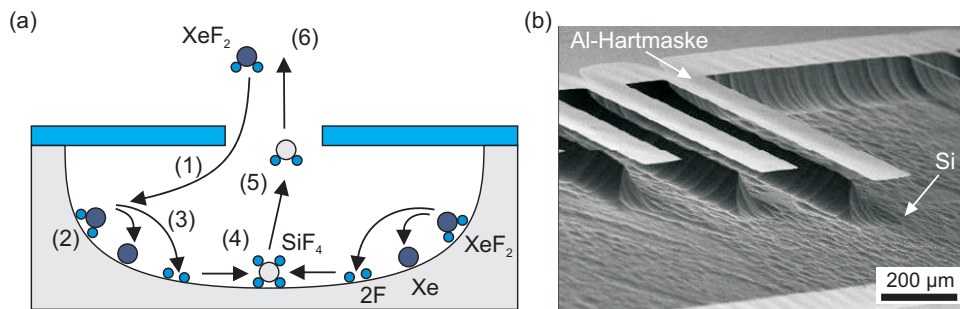 (a)
XeF2
(6)
(1)
(2)
(3)
(4)
(5)
SiF4
XeF2
2F
Xe
(b)
Al-Hartmaske
Si
200 µm